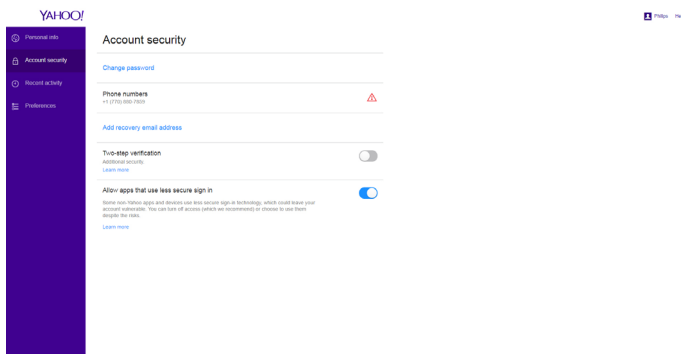 YAHOO!
Phillips
He
Personal info
Account security
Recent activity
Preferences
Account security
Change password
Phone numbers
Add recovery email address
Two-step verification
Additional security.
Learn more
Allow apps that use less secure sign in
Some non-Yahoo apps and devices use less secure sign-in technology, which could leave your
account vulnerable. You can turn off access (which we recommend) or choose to use them
despite the risks.
Learn more